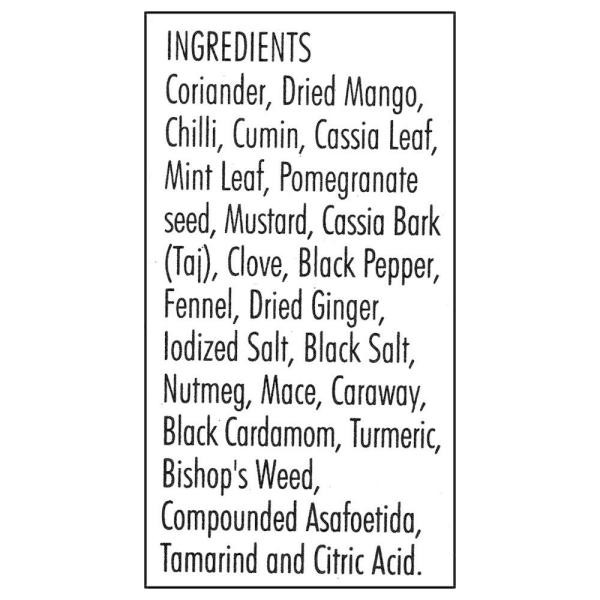 INGREDIENTS
Coriander, Dried Mango,
Chilli, Cumin, Cassia Leaf,
Mint Leaf, Pomegranate
seed, Mustard, Cassia Bark
(Taj), Clove, Black Pepper,
Fennel, Dried Ginger,
Iodized Salt, Black Salt,
Nutmeg, Mace, Caraway,
Black Cardamom, Turmeric,
Bishop's Weed,
Compounded Asafoetida,
Tamarind and Citric Acid.